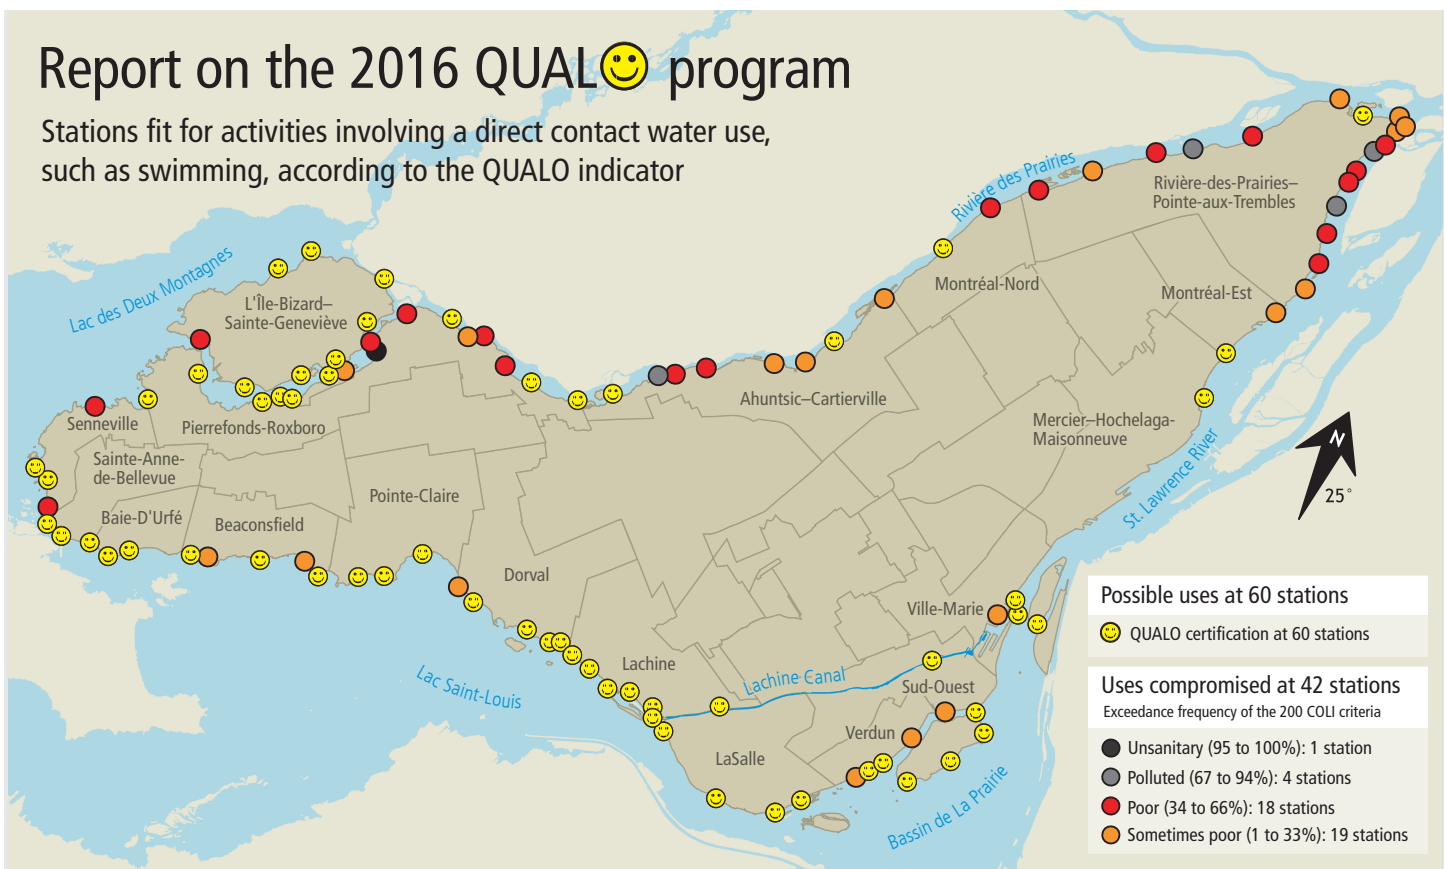 Report on the 2016 QUAL program
Stations fit for activities involving a direct contact water use,
such as swimming, according to the QUALO indicator
Rivière des Prairies
Rivière-des-Prairies–
Pointe-aux-Trembles
Lac des Deux Montagnes
L'Île-Bizard–
Sainte-Geneviève
Montréal-Nord
Montréal-Est
Ahuntsic–Cartierville
Mercier–Hochelaga-
Maisonneuve
Senneville
Pierrefonds-Roxboro
Sainte-Anne-
de-Bellevue
Pointe-Claire
Baie-D'Urfé
Beaconsfield
St. Lawrence River
N
25°
Dorval
Ville-Marie
Lachine
Lac Saint-Louis
Lachine Canal
Sud-Ouest
Verdun
LaSalle
Bassin de La Prairie
Possible uses at 60 stations
QUALO certification at 60 stations
Uses compromised at 42 stations
Exceedance frequency of the 200 COLI criteria
Unsanitary (95 to 100%): 1 station
Polluted (67 to 94%): 4 stations
Poor (34 to 66%): 18 stations
Sometimes poor (1 to 33%): 19 stations